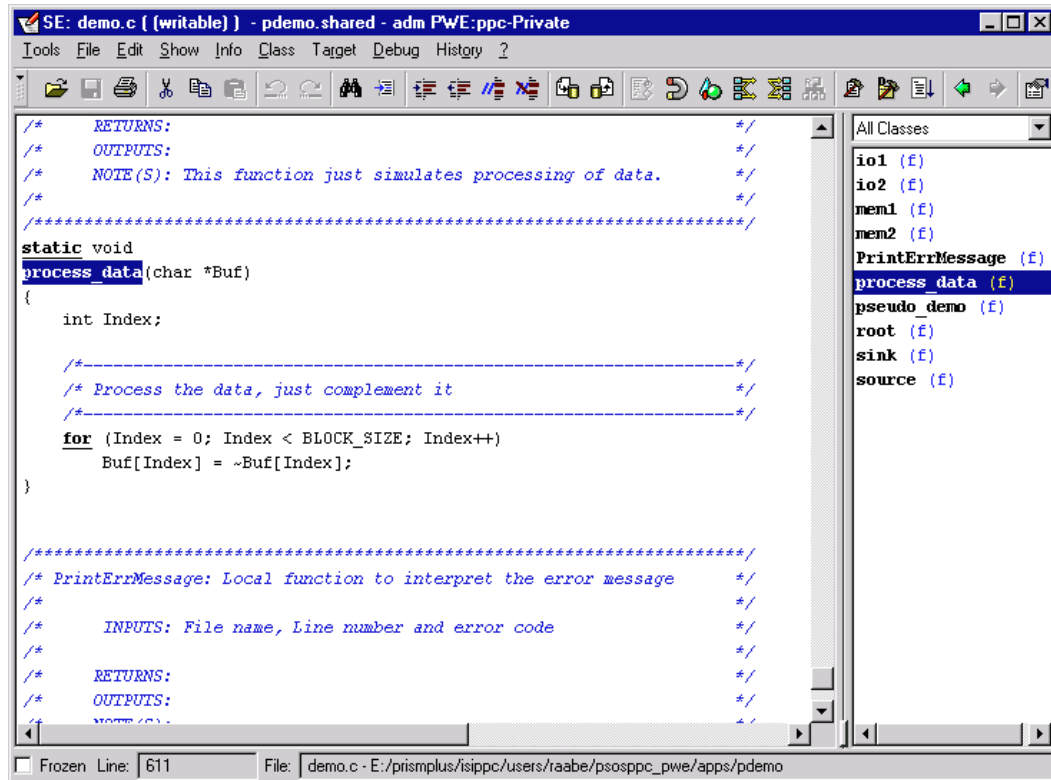 SE: demo.c ( (writable) ) - pdemo.shared - adm PWE:ppc-Private
Tools File Edit Show Info Class Target Debug History ?
/* RETURNS: */
/* OUTPUTS: */
/* NOTE(S): This function just simulates processing of data. */
/* */
/***********************************************************************/
static void
process_data(char *Buf)
{
int Index;
/*-----------------------------------------------------------------*/
/* Process the data, just complement it */
/*-----------------------------------------------------------------*/
for (Index = 0; Index < BLOCK_SIZE; Index++)
Buf[Index] = ~Buf[Index];
}
/***********************************************************************/
/* PrintErrMessage: Local function to interpret the error message */
/* */
/* INPUTS: File name, Line number and error code */
/* */
/* RETURNS: */
/* OUTPUTS: */
/* NOTE(S): */
All Classes
io1 (f)
io2 (f)
mem1 (f)
mem2 (f)
PrintErrMessage (f)
process_data (f)
pseudo_demo (f)
root (f)
sink (f)
source (f)
Frozen Line: 611 File: demo.c - E:/prismplus/isippc/users/raabe/psosppc_pwe/apps/pdemo